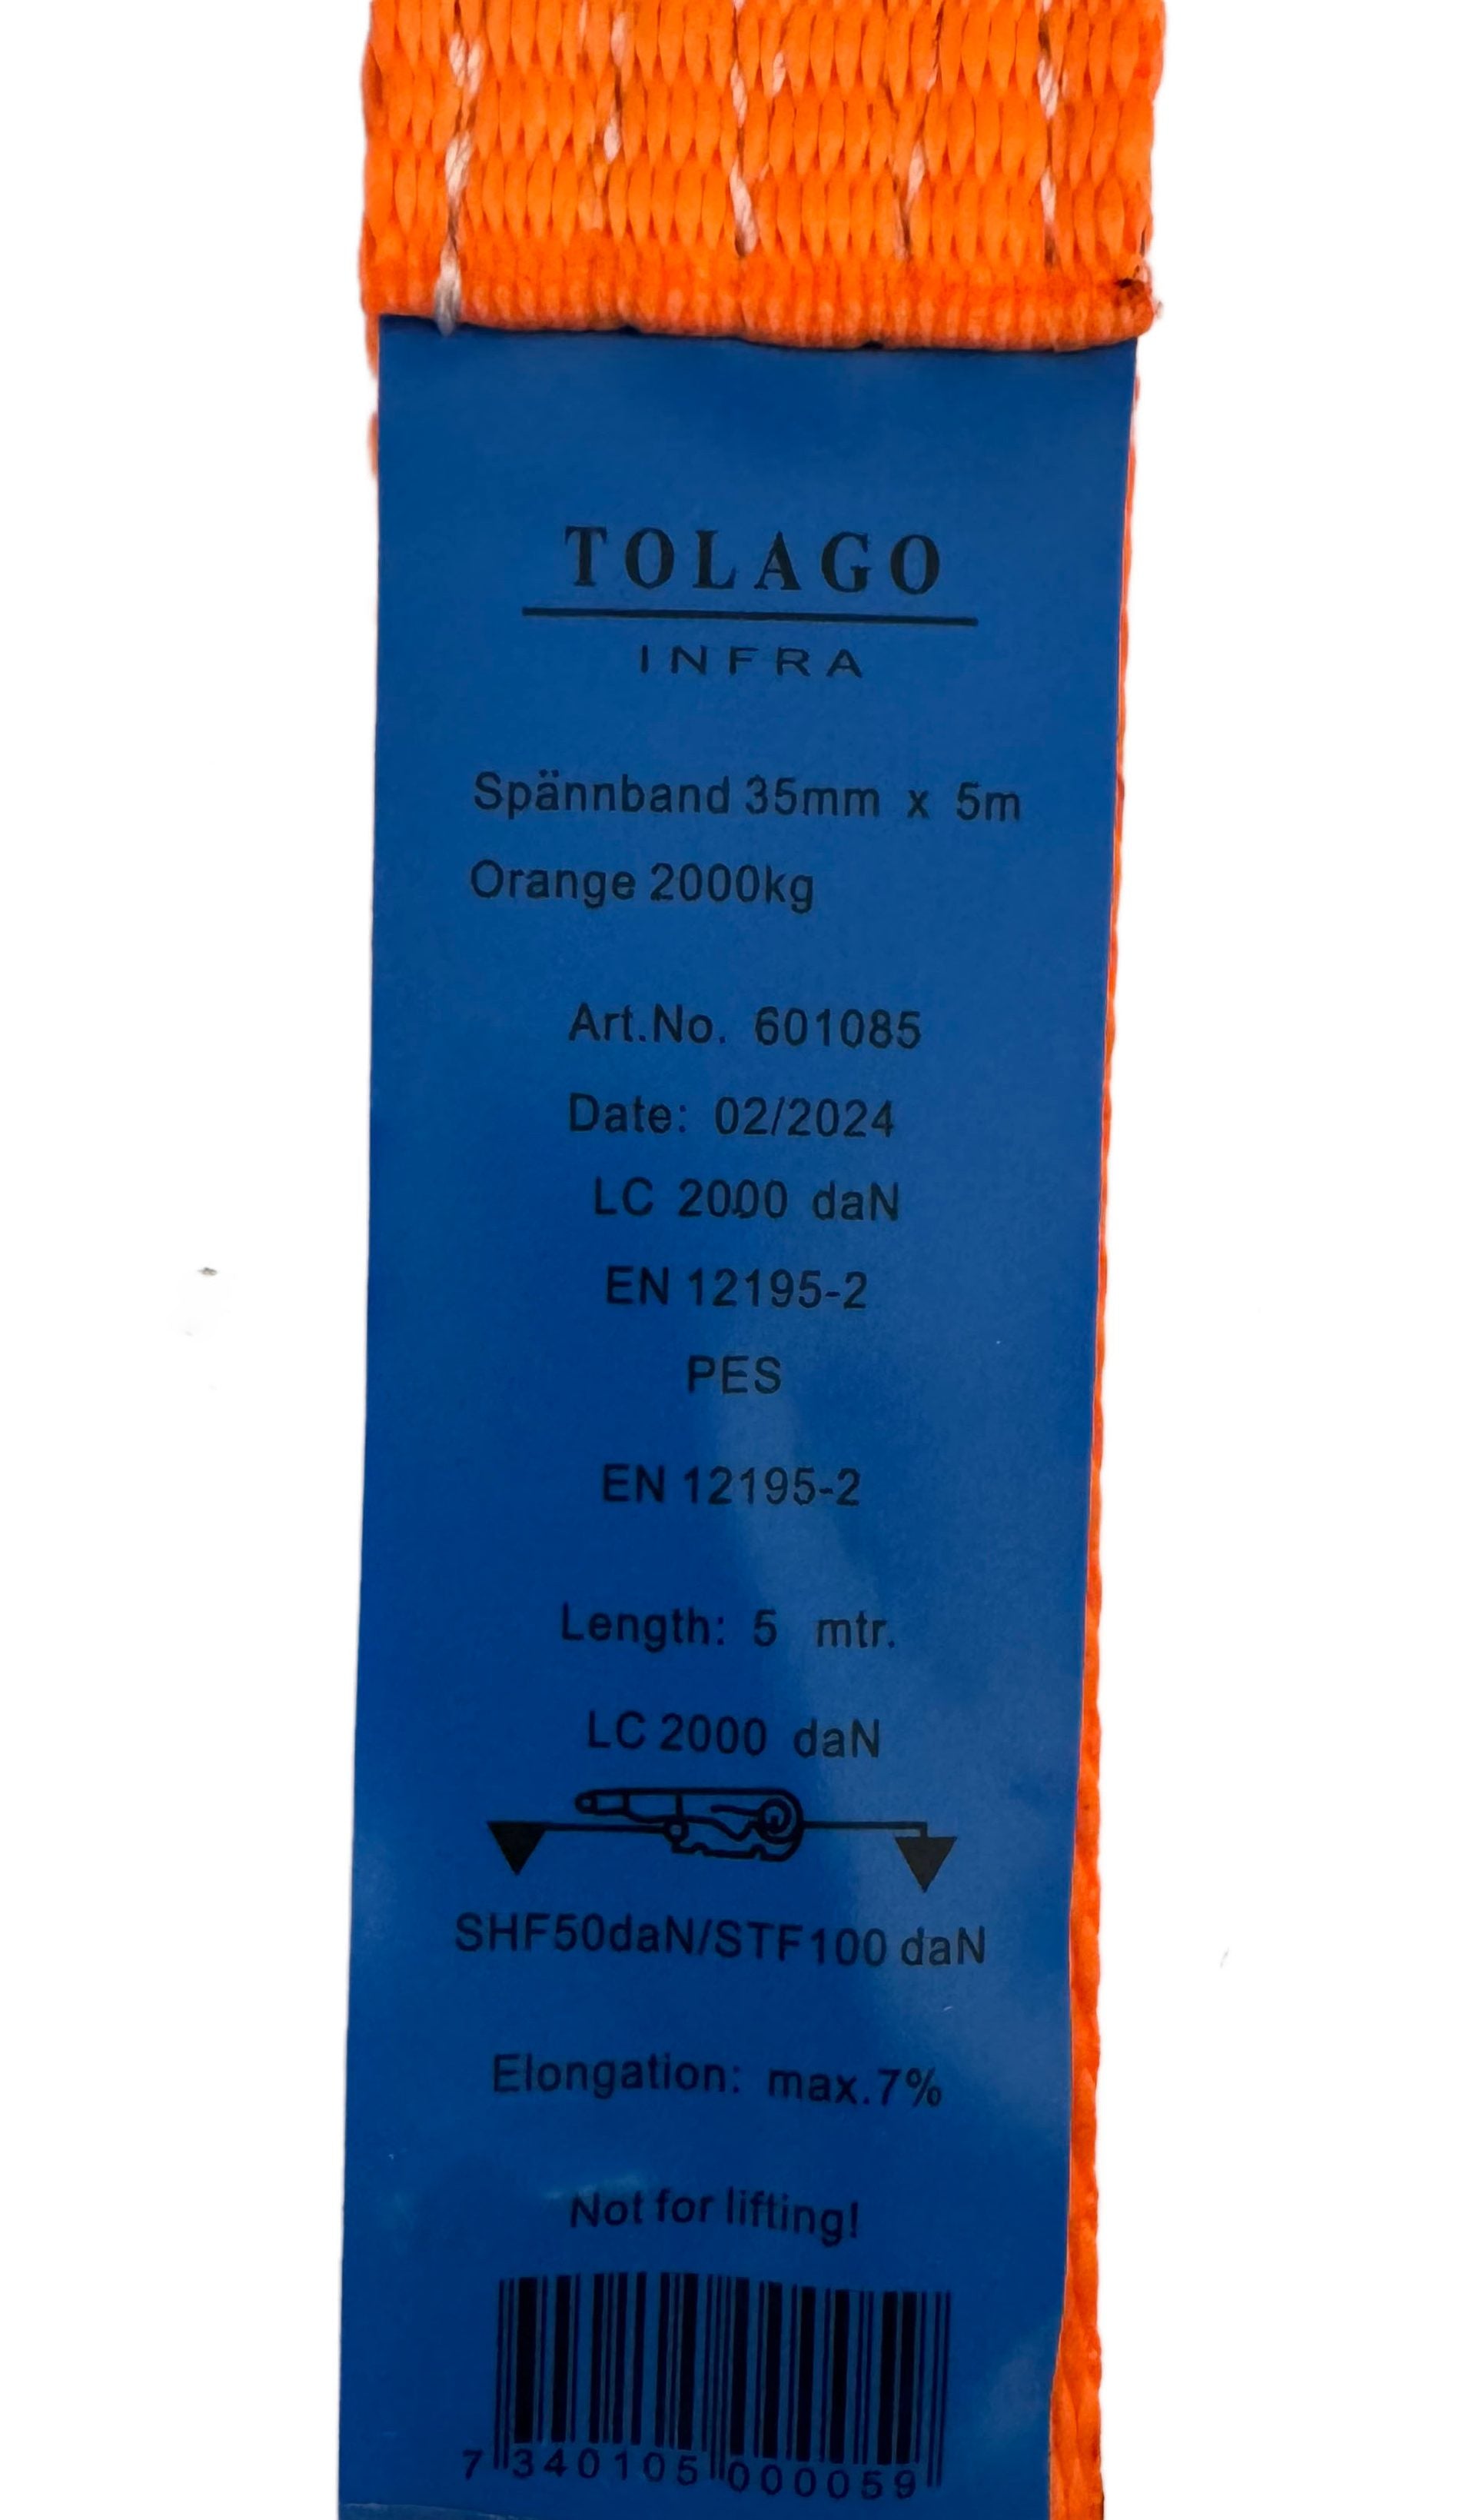 TOLAGO
INFRA
Spännband 35mm x 5m
Orange 2000kg
Art.No. 601085
Date: 02/2024
LC 2000 daN
EN 12195-2
PES
EN 12195-2
Length: 5 mtr.
LC 2000 daN
SHF50daN/STF100 daN
Elongation: max.7%
Not for lifting!
7 340105 000059